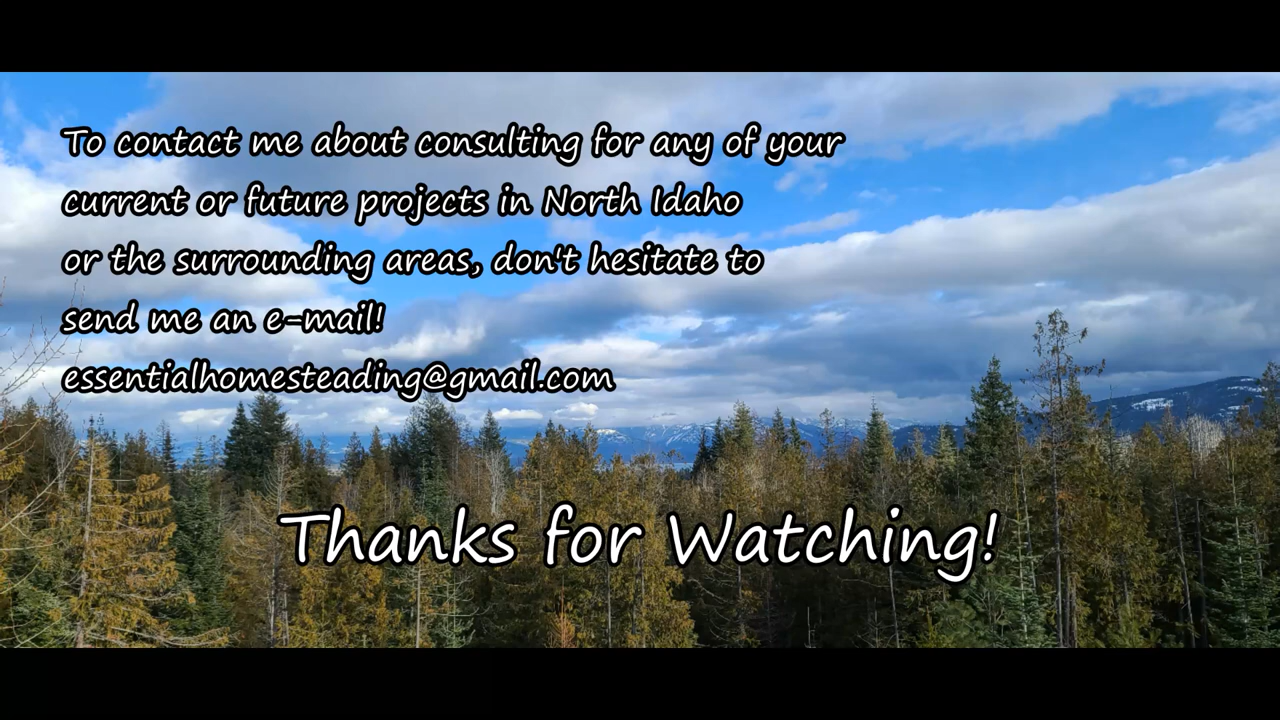 To contact me about consulting for any of your
current or future projects in North Idaho
or the surrounding areas, don't hesitate to
send me an e-mail!
essentialhomesteading@gmail.com
Thanks for Watching!